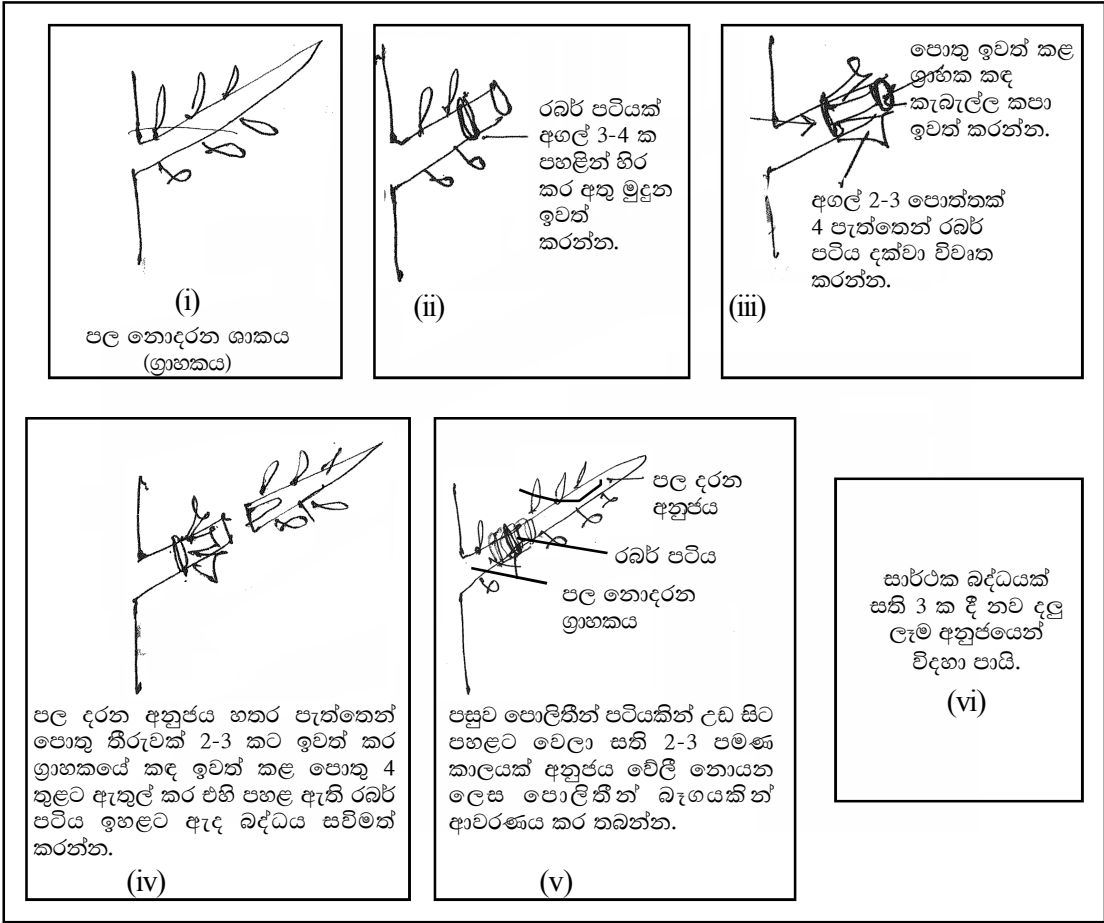 (i)
පල නොදරන ශාකය
(ග්‍රාහකය)
රබර් පටියක්
අගල් 3-4 ක
පහළින් හිර
කර අතු මුදුන
ඉවත්
කරන්න.
(ii)
පොතු ඉවත් කළ
ග්‍රාහක කඳ
කැබැල්ල කපා
ඉවත් කරන්න.
අගල් 2-3 පොත්තක්
4 පැත්තෙන් රබර්
පටිය දක්වා විවෘත
කරන්න.
(iii)
පල දරන අනුජය හතර පැත්තෙන්
පොතු තීරුවක් 2-3 කට ඉවත් කර
ග්‍රාහකයේ කඳ ඉවත් කළ පොතු 4
තුළට ඇතුල් කර එහි පහළ ඇති රබර්
පටිය ඉහළට ඇද බද්ධය සවිමත්
කරන්න.
(iv)
පල දරන
අනුජය
රබර් පටිය
පල නොදරන
ග්‍රාහකය
පසුව පොලිතීන් පටියකින් උඩ සිට
පහළට වෙලා සති 2-3 පමණ
කාලයක් අනුජය වේලී නොයන
ලෙස පොලිතීන් බෑගයකින්
ආවරණය කර තබන්න.
(v)
සාර්ථක බද්ධයක්
සති 3 ක දී නව දලු
ලෑම අනුජයෙන්
විදහා පායි.
(vi)